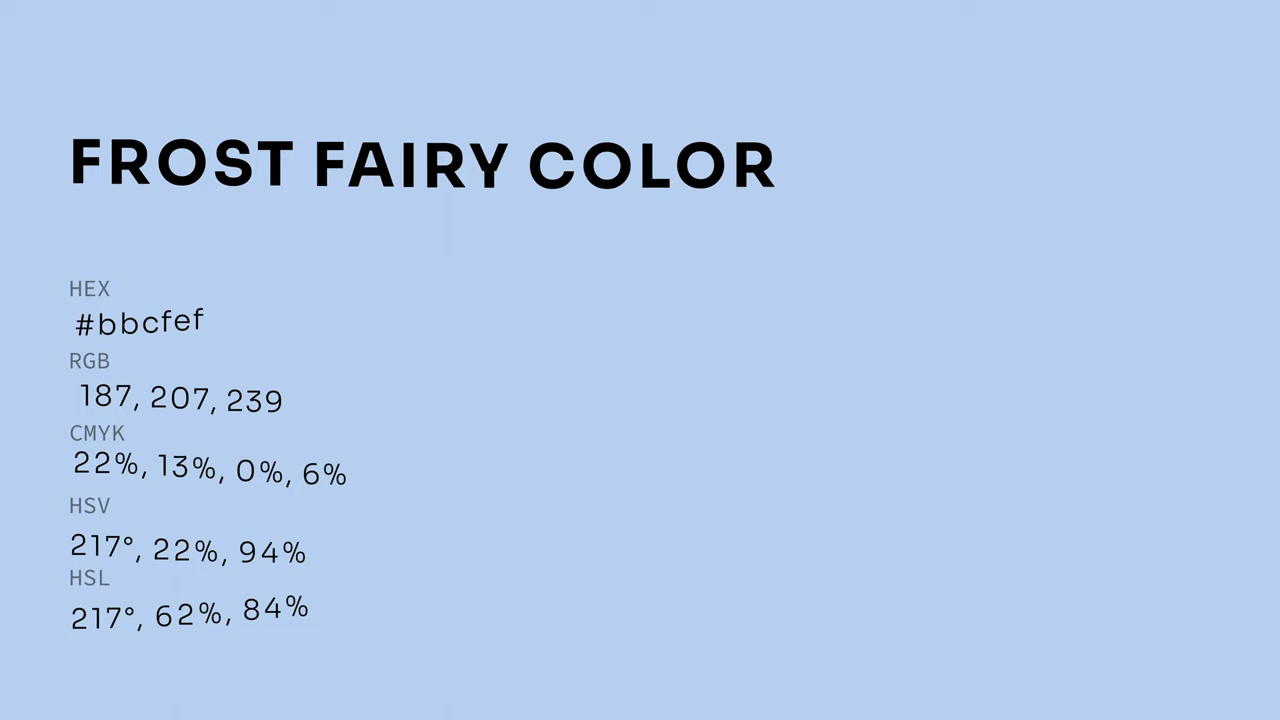 FROST FAIRY COLOR
HEX
#bbcfef
RGB
187, 207, 239
CMYK
22%, 13%, 0%, 6%
HSV
217°, 22%, 94%
HSL
217°, 62%, 84%